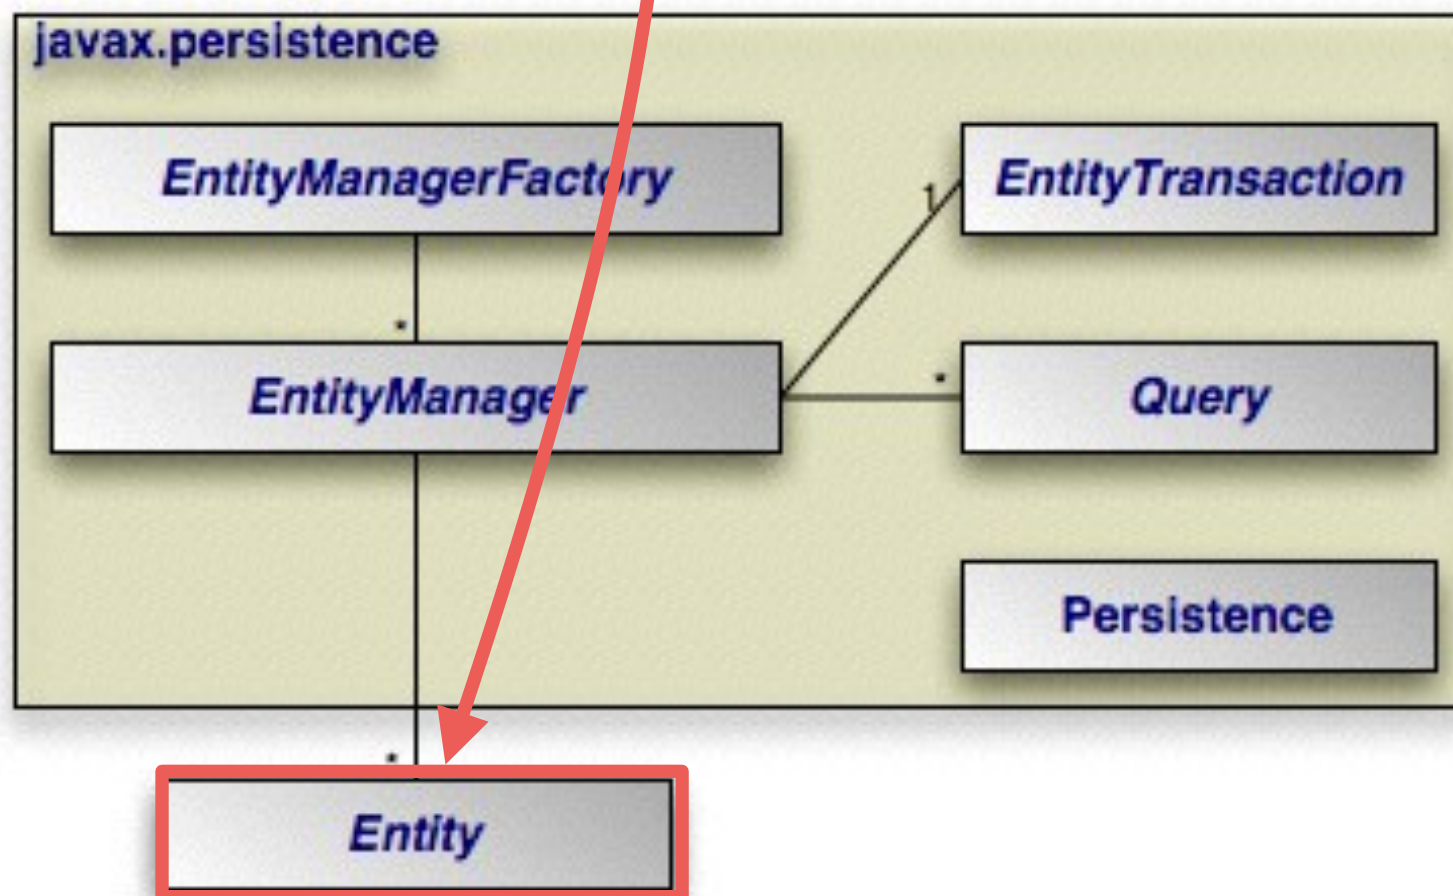 javax.persistence
EntityManagerFactory
EntityTransaction
1
*
EntityManager
*
Query
Persistence
*
Entity